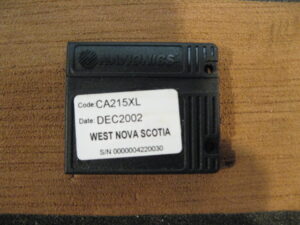 NAVIONICS
Code: CA215XL
Date: DEC2002
WEST NOVA SCOTIA
S/N:0000004220030